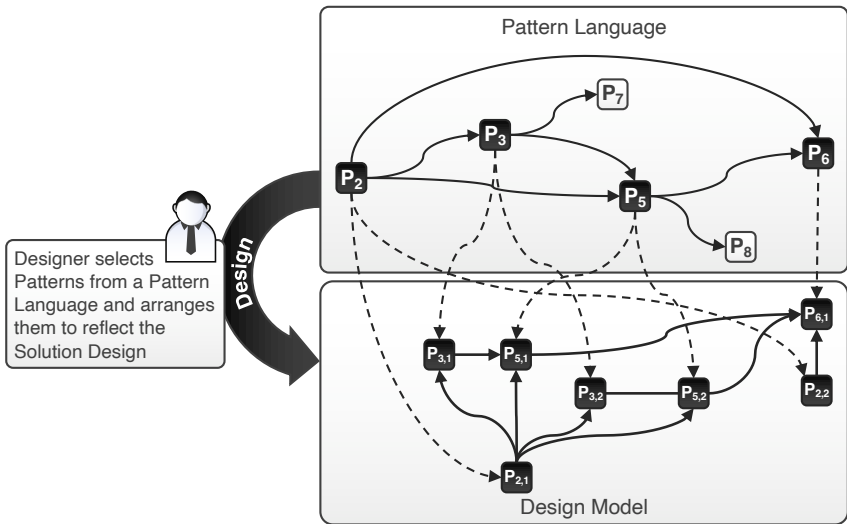 Pattern Language
P7
P3
P6
P2
P5
P8
Designer selects
Patterns from a Pattern
Language and arranges
them to reflect the
Solution Design
Design
P6,1
P3,1
P5,1
P3,2
P5,2
P2,2
P2,1
Design Model